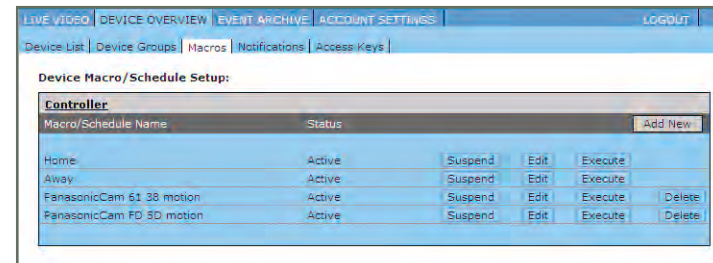 LIVE VIDEO DEVICE OVERVIEW EVENT ARCHIVE ACCOUNT SETTINGS LOGOUT
Device List Device Groups Macros Notifications Access Keys
Device Macro/Schedule Setup:
Controller
Macro/Schedule Name Status Add New
Home Active Suspend Edit Execute
Away Active Suspend Edit Execute
PanasonicCam 61 38 motion Active Suspend Edit Execute Delete
PanasonicCam FD 5D motion Active Suspend Edit Execute Delete